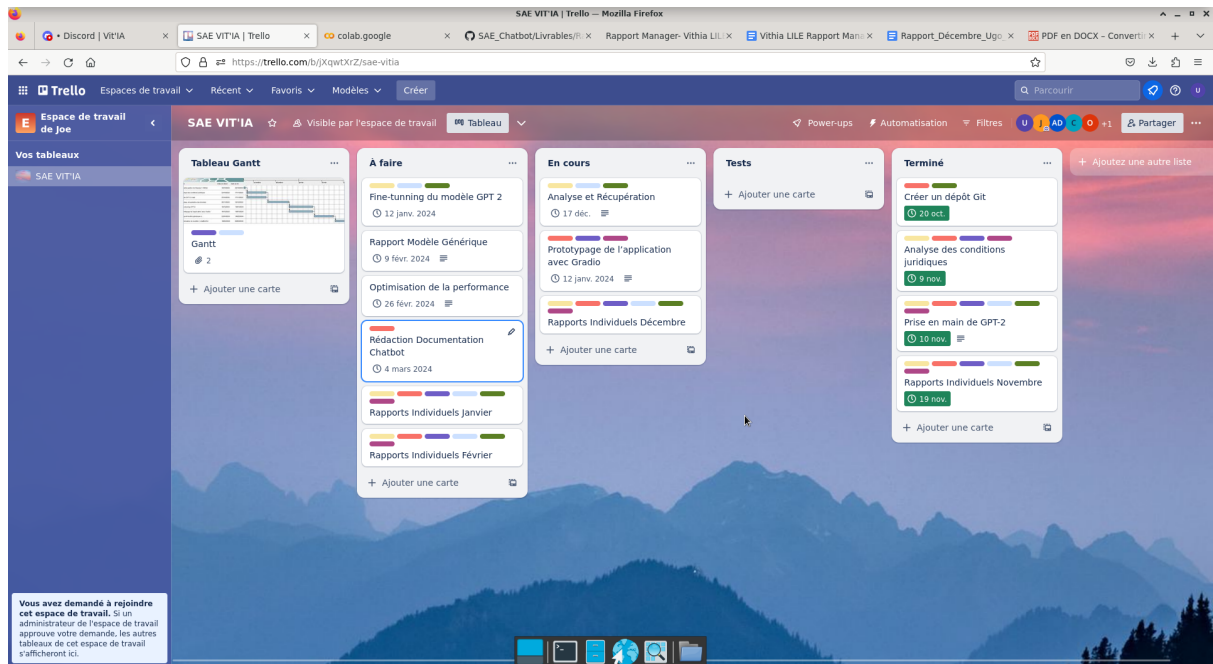 SAE VIT'IA | Trello — Mozilla Firefox
• Discord | Vit'IA
SAE VIT'IA | Trello
colab.google
SAE_Chatbot/Livrables/R
Rapport Manager- Vithia LIL
Vithia LILE Rapport Mana
Rapport_Décembre_Ugo_
PDF en DOCX – Convert
https://trello.com/b/jXqwtXrZ/sae-vitia
Trello
Espaces de travail
Récent
Favoris
Modèles
Créer
Parcourir
U
E
Espace de travail
de Joe
SAE VIT'IA
Visible par l'espace de travail
Tableau
Power-ups
Automatisation
Filtres
U
J
AD
C
O
+1
Partager
Vos tableaux
SAE VIT'IA
Tableau Gantt
Gantt
2
+ Ajouter une carte
À faire
Fine-tunning du modèle GPT 2
12 janv. 2024
Rapport Modèle Générique
9 févr. 2024
Optimisation de la performance
26 févr. 2024
Rédaction Documentation
Chatbot
4 mars 2024
Rapports Individuels Janvier
Rapports Individuels Février
+ Ajouter une carte
En cours
Analyse et Récupération
17 déc.
Prototypage de l'application
avec Gradio
12 janv. 2024
Rapports Individuels Décembre
+ Ajouter une carte
Tests
+ Ajouter une carte
Terminé
Créer un dépôt Git
20 oct.
Analyse des conditions
juridiques
9 nov.
Prise en main de GPT-2
10 nov.
Rapports Individuels Novembre
19 nov.
+ Ajouter une carte
+ Ajoutez une autre liste
Vous avez demandé à rejoindre
cet espace de travail. Si un
administrateur de l'espace de travail
approuve votre demande, les autres
tableaux de cet espace de travail
s'afficheront ici.